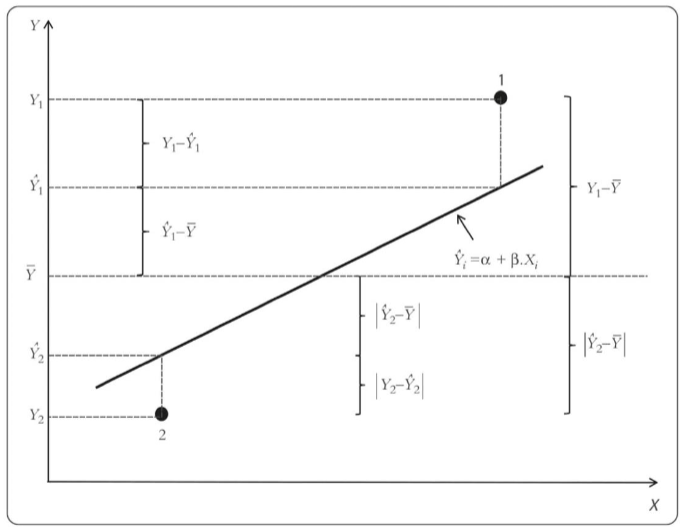 Y
1
Y₁
Y₁–Ŷ₁
Ŷ₁
Y₁–Ȳ
Ŷ₁–Ȳ
Ŷᵢ=α + β.Xᵢ
Ȳ
|Ŷ₂–Ȳ|
|Ŷ₂–Ȳ|
Ŷ₂
|Y₂–Ŷ₂|
Y₂
2
X